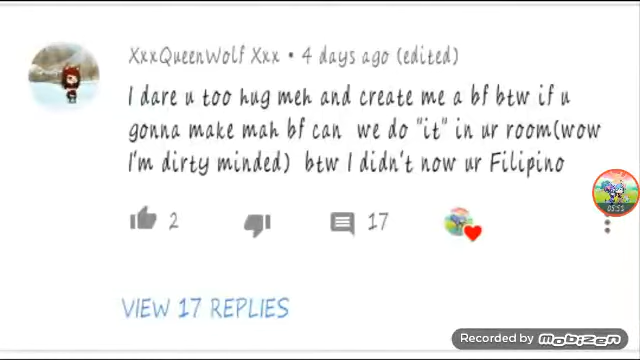 XxxQueenWolf Xxx • 4 days ago (edited)
I dare u too hug meh and create me a bf btw if u
gonna make mah bf can we do "it" in ur room(wow
I'm dirty minded) btw I didn't now ur Filipino
2
17
05:55
VIEW 17 REPLIES
Recorded by mobizen